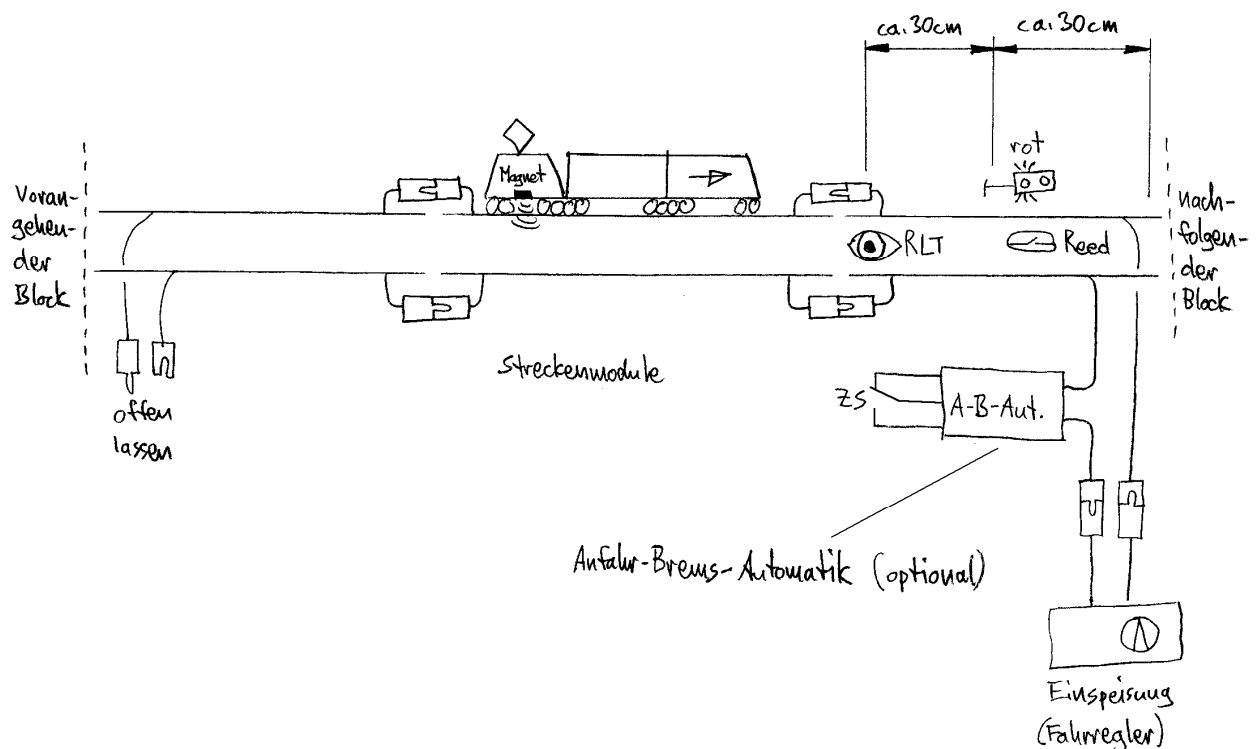 ca. 30cm
ca. 30cm
rot
Magnet
Voran-
gehen-
der
Block
nach-
folgen-
der
Block
RLT
Reed
offen
lassen
Streckenmodule
ZS
A-B-Aut.
Anfahr-Brems-Automatik (optional)
Einspeisung
(Fahrregler)